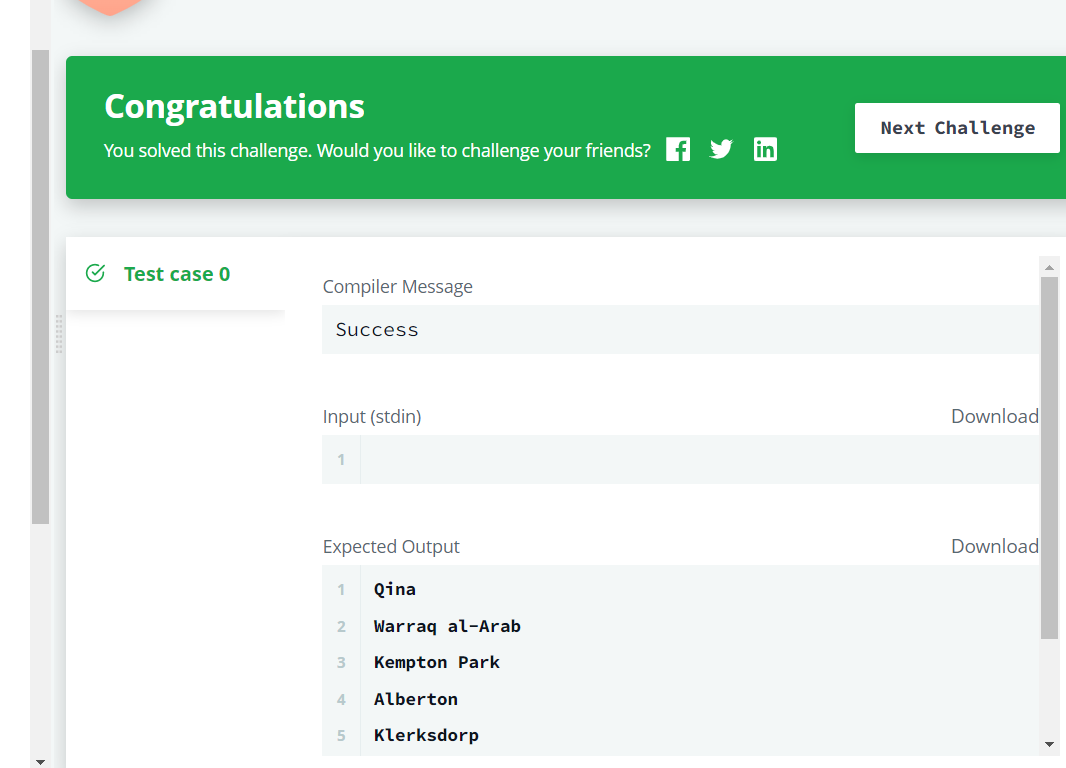 Congratulations
You solved this challenge. Would you like to challenge your friends?
Next Challenge
Test case 0
Compiler Message
Success
Input (stdin)
Download
1
Expected Output
Download
1 Qina
2 Warraq al-Arab
3 Kempton Park
4 Alberton
5 Klerksdorp